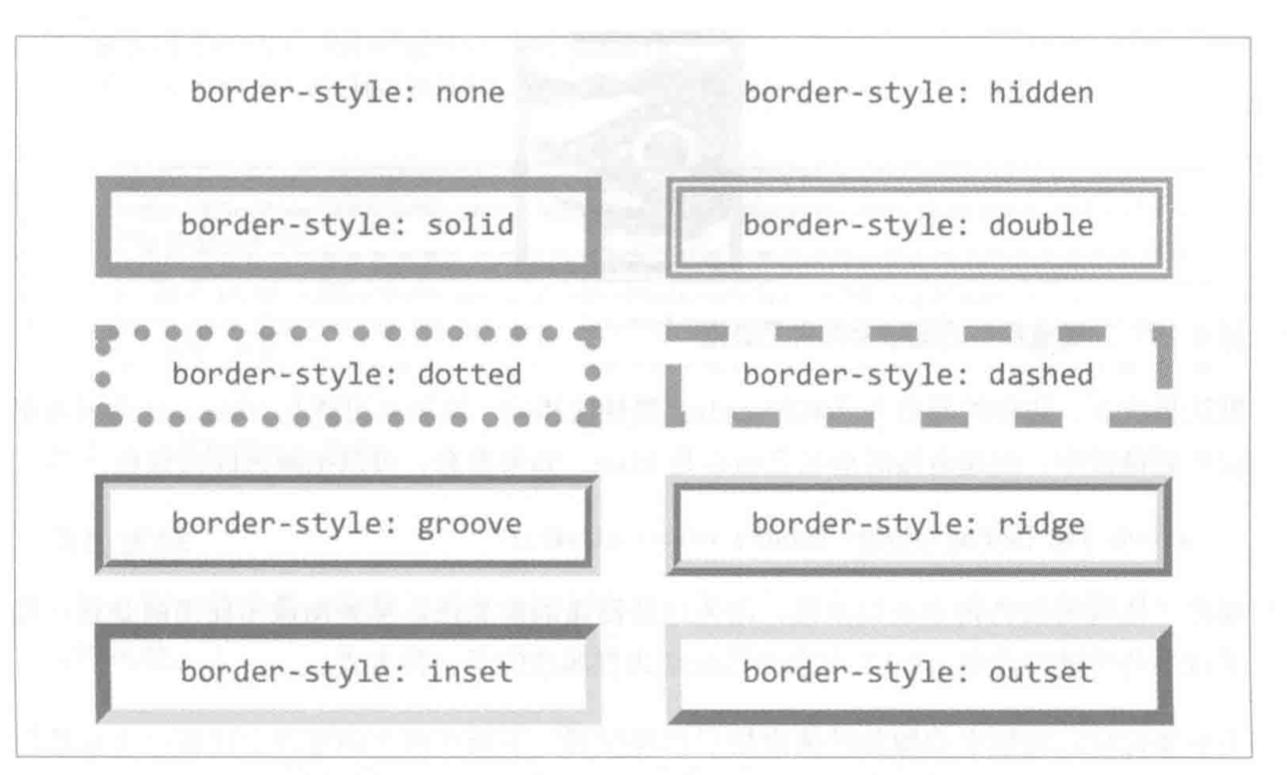 border-style: none
border-style: hidden
border-style: solid
border-style: double
border-style: dotted
border-style: dashed
border-style: groove
border-style: ridge
border-style: inset
border-style: outset